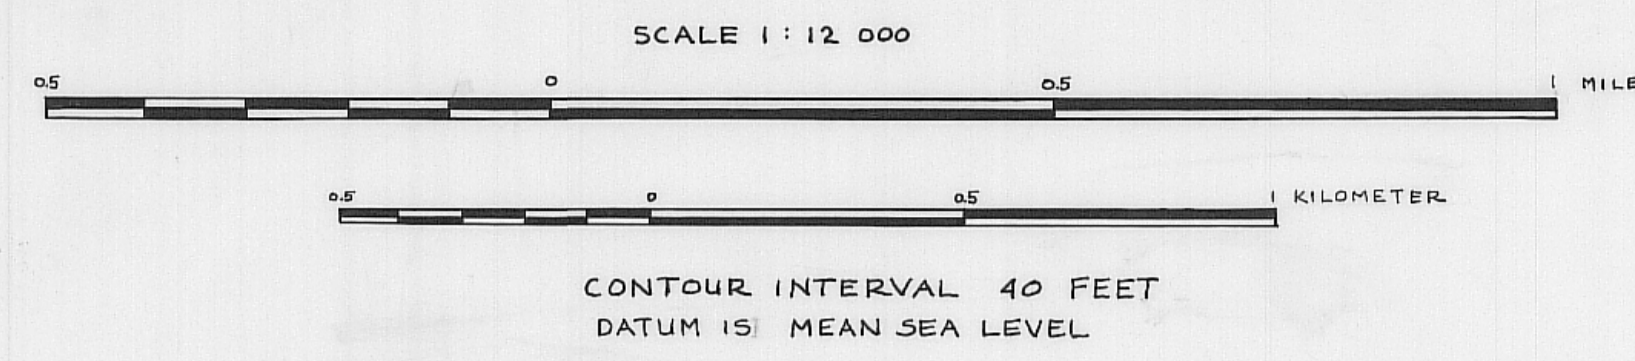 SCALE 1 : 12 000
0.5 0 0.5 1 MILE
0.5 0 0.5 1 KILOMETER
CONTOUR INTERVAL 40 FEET
DATUM IS MEAN SEA LEVEL